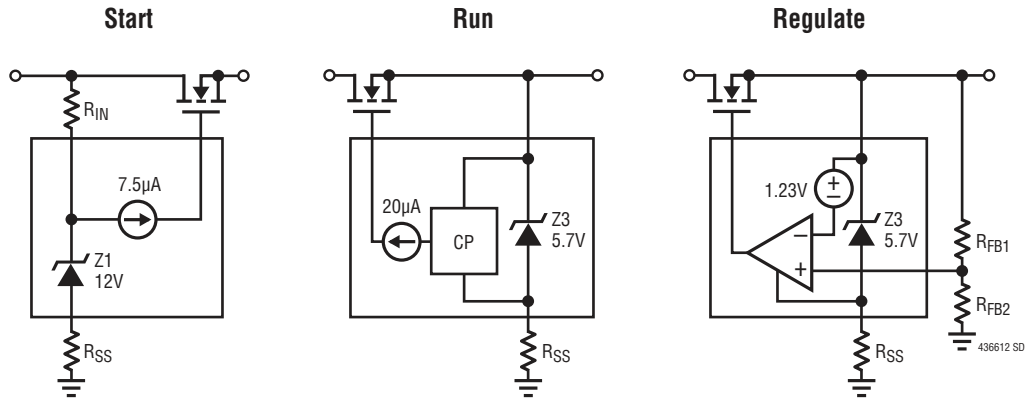 Start
Run
Regulate
RIN
7.5µA
Z1
12V
RSS
20µA
CP
Z3
5.7V
RSS
1.23V
+
–
–
+
Z3
5.7V
RFB1
RFB2
436612 SD
RSS